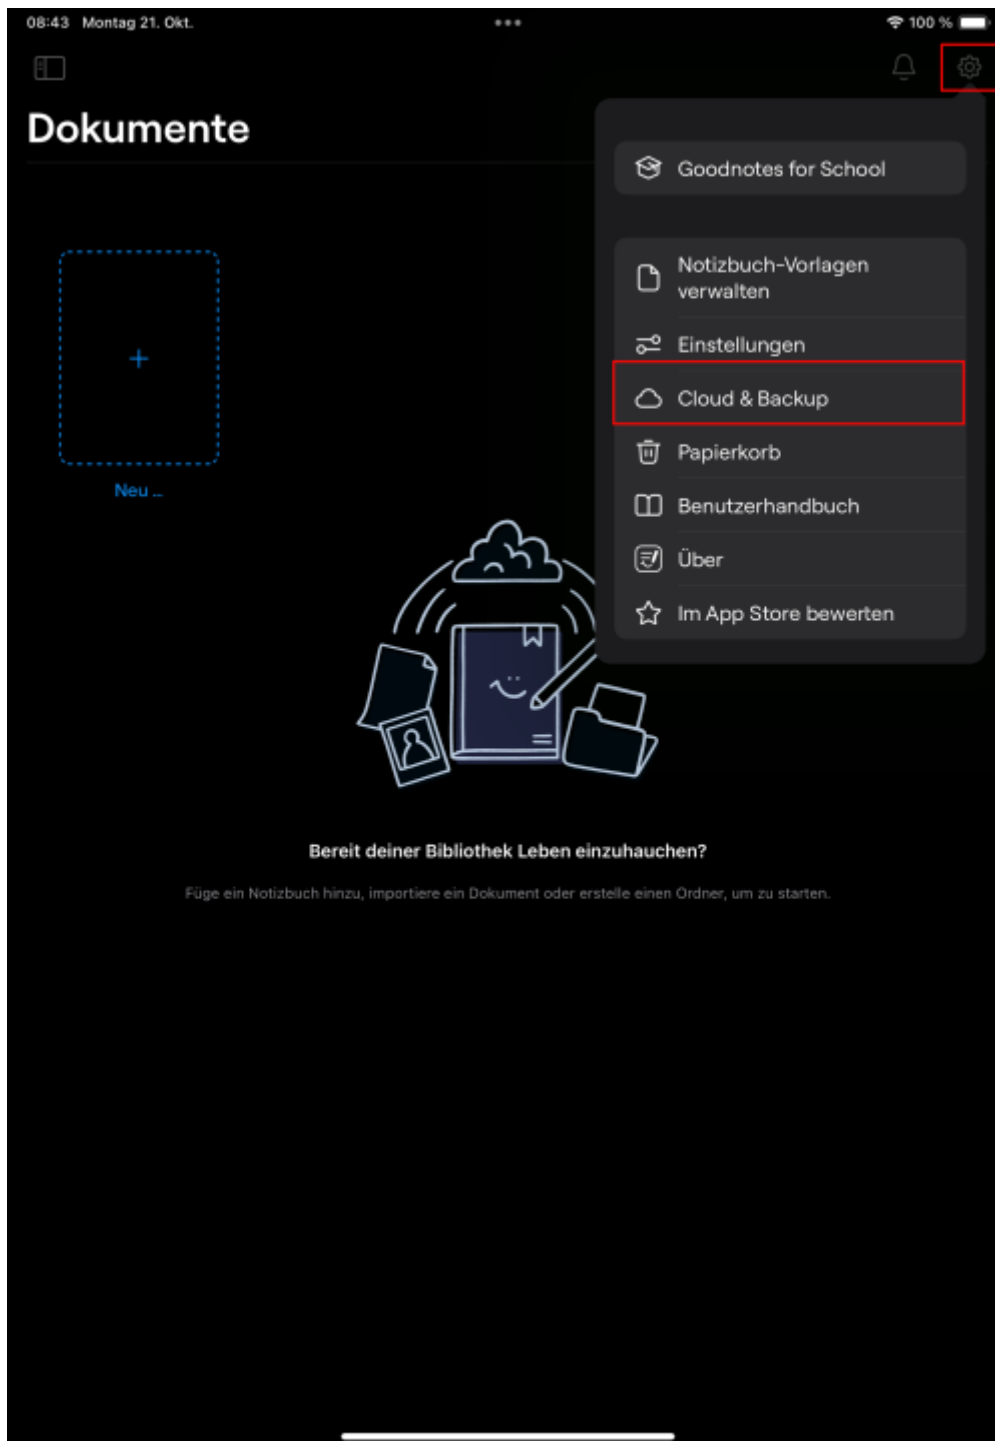 08:43 Montag 21. Okt.
100 %
Dokumente
Goodnotes for School
Notizbuch-Vorlagen
verwalten
Einstellungen
Cloud & Backup
Papierkorb
Benutzerhandbuch
Über
Im App Store bewerten
Neu ...
Bereit deiner Bibliothek Leben einzuhauchen?
Füge ein Notizbuch hinzu, importiere ein Dokument oder erstelle einen Ordner, um zu starten.